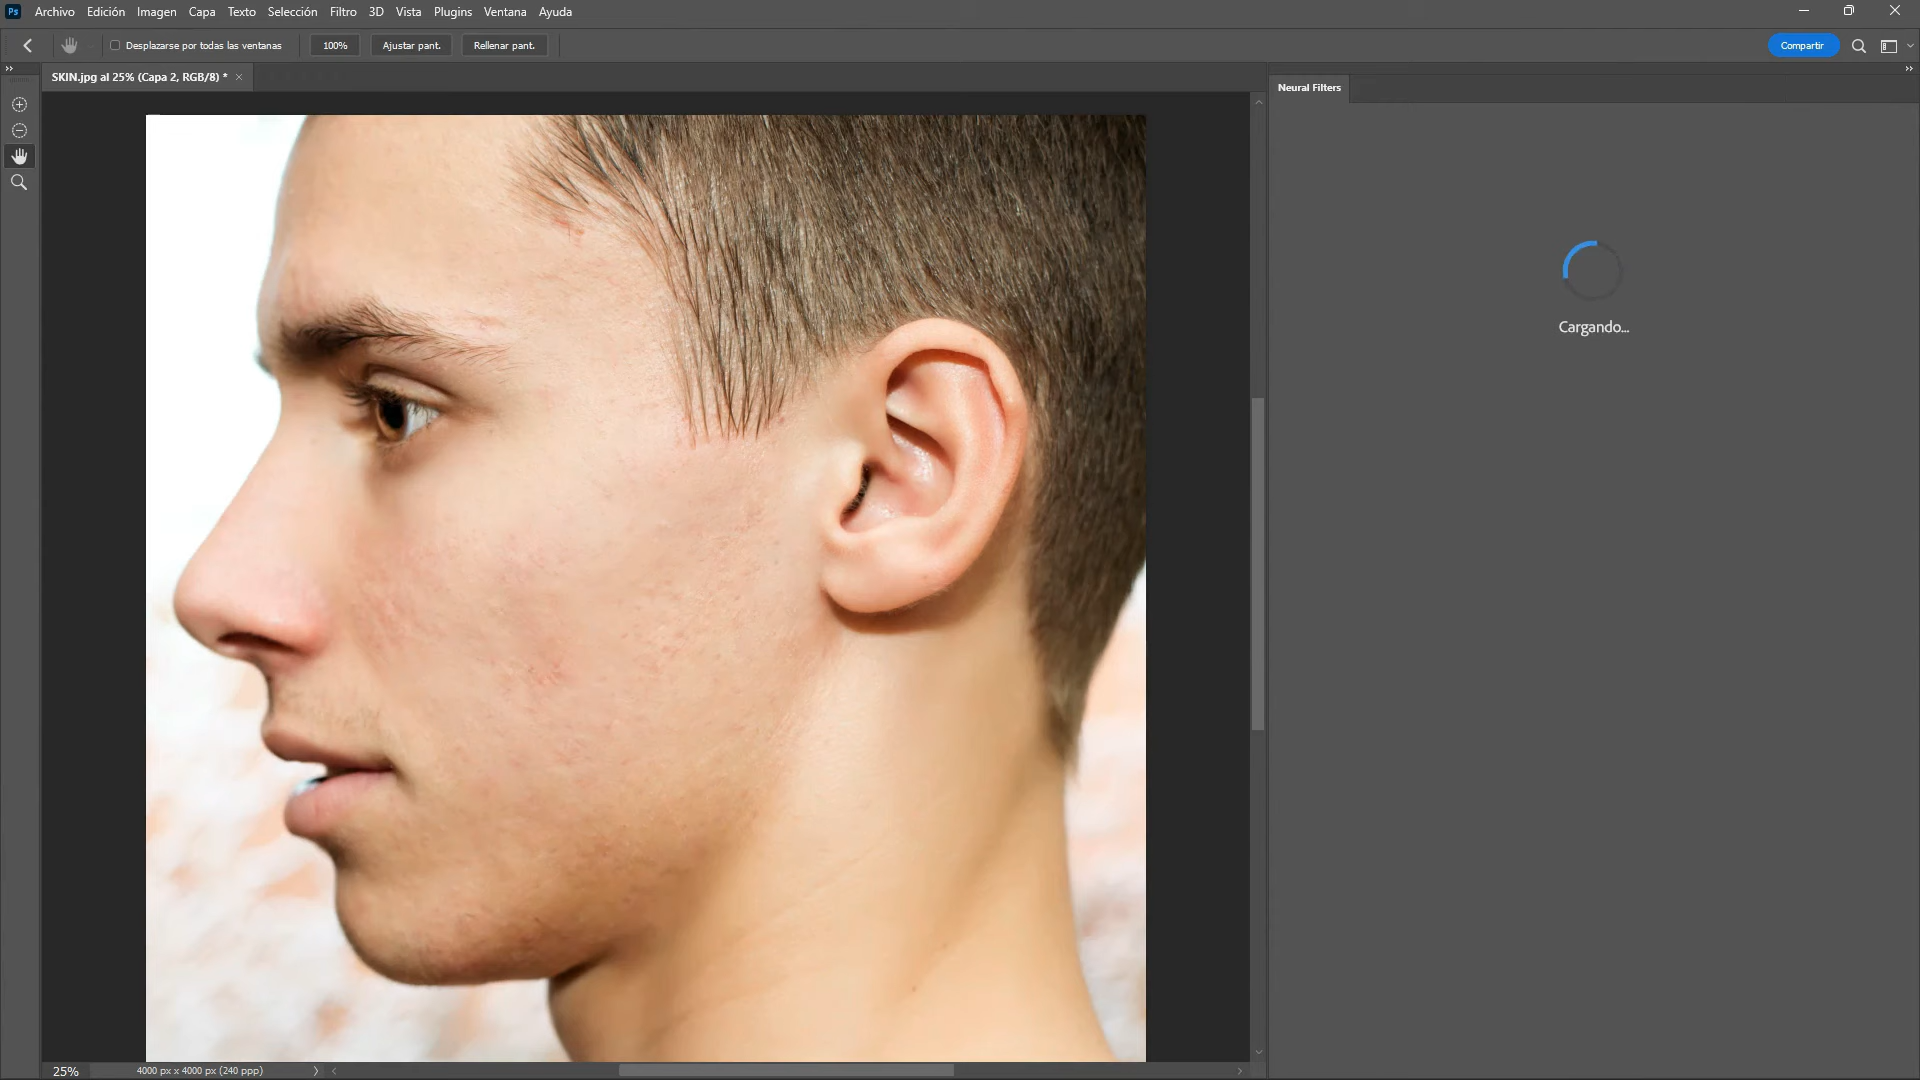 Ps Archivo Edición Imagen Capa Texto Selección Filtro 3D Vista Plugins Ventana Ayuda
Desplazarse por todas las ventanas 100% Ajustar pant. Rellenar pant. Compartir
SKIN.jpg al 25% (Capa 2, RGB/8) *
Neural Filters
Cargando...
25% 4000 px x 4000 px (240 ppp)